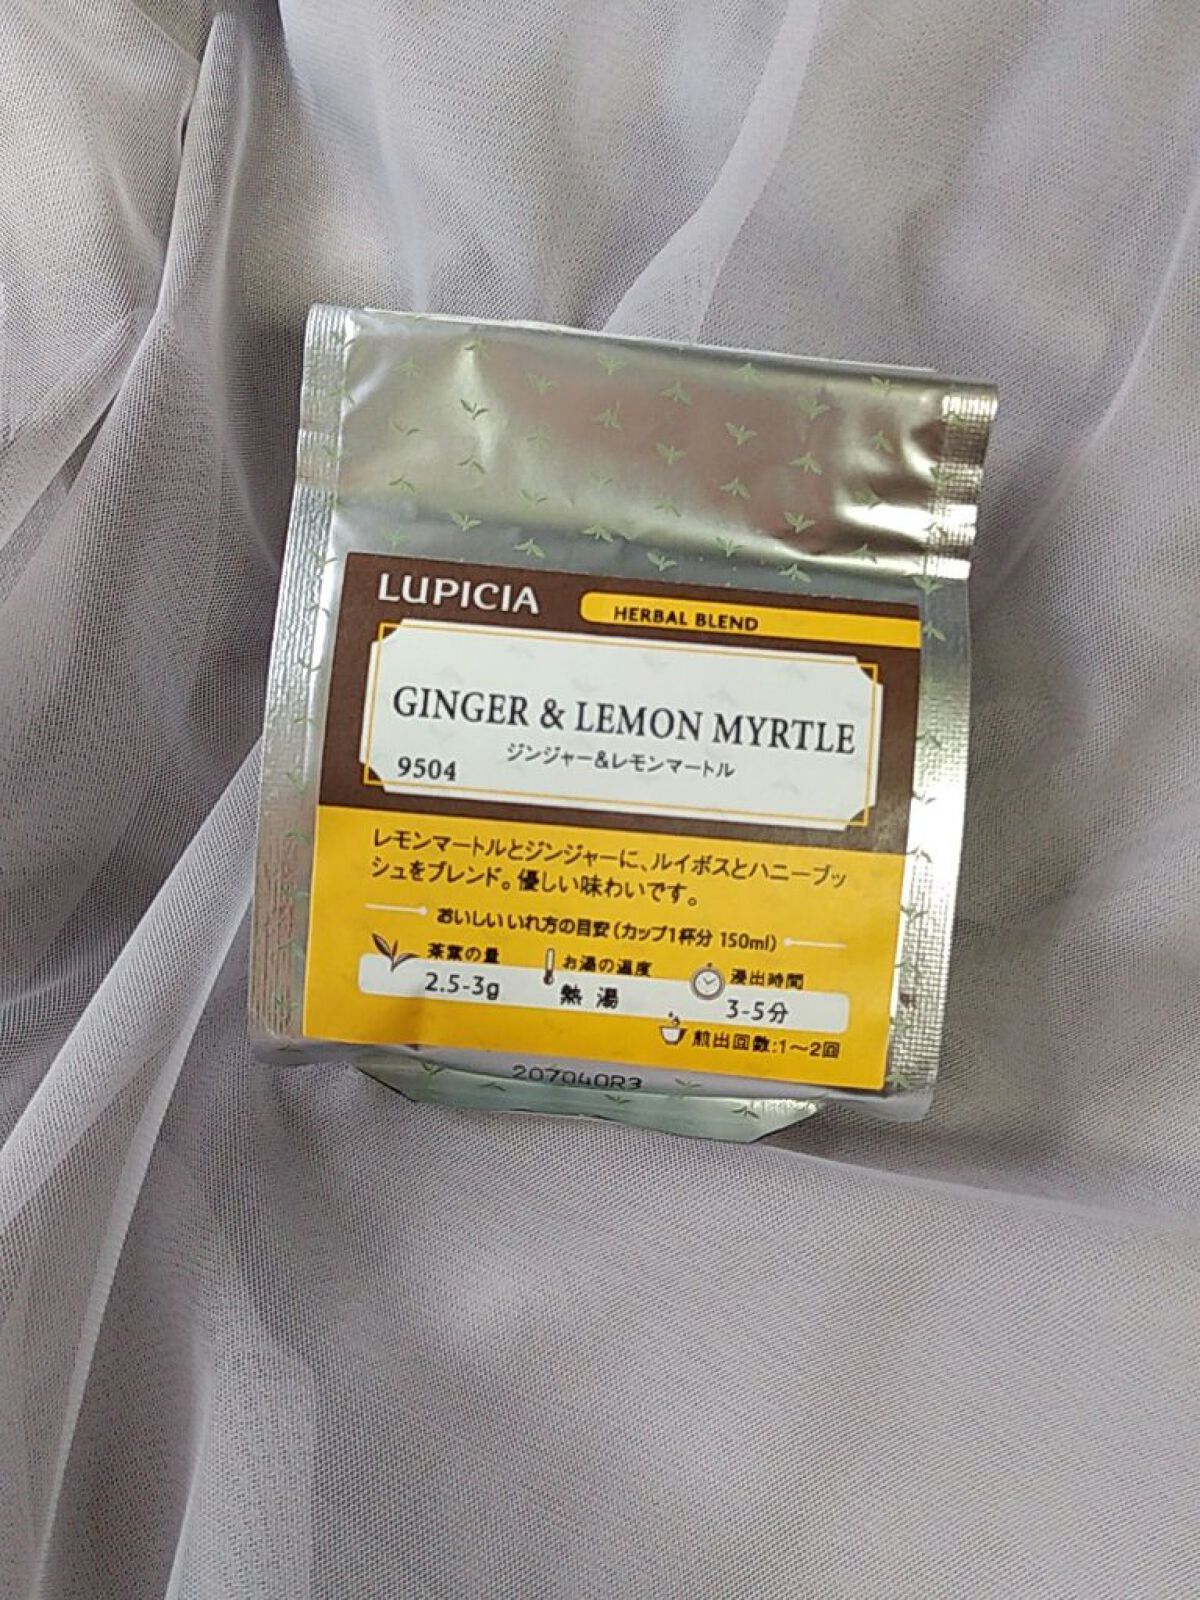 LUPICIA
HERBAL BLEND
GINGER & LEMON MYRTLE
ジンジャー&レモンマートル
9504
レモンマートルとジンジャーに、ルイボスとハニーブッ
シュをブレンド。優しい味わいです。
おいしいいれ方の目安(カップ1杯分 150ml)
茶葉の量
お湯の温度
浸出時間
2.5-3g
熱湯
3-5分
煎出回数:1～2回
207040R3